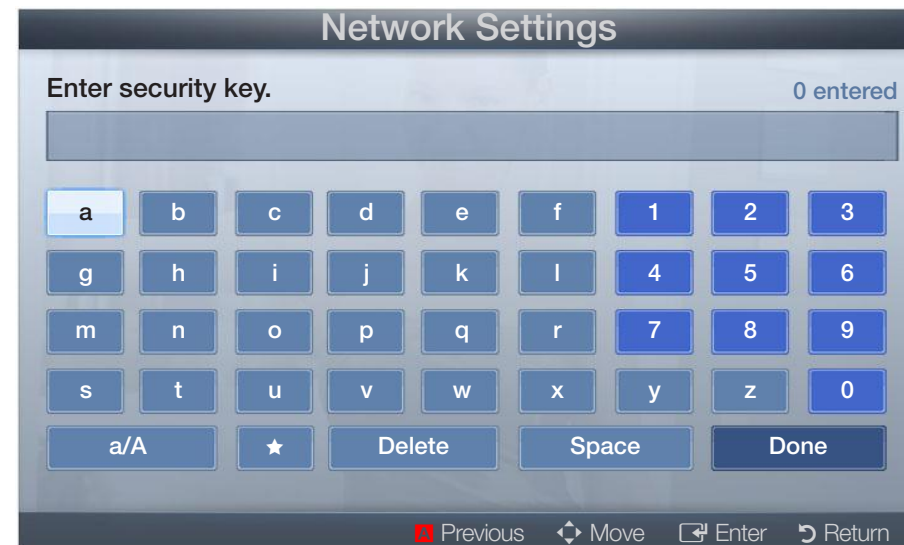 Network Settings
Enter security key.
0 entered
a b c d e f 1 2 3
g h i j k l 4 5 6
m n o p q r 7 8 9
s t u v w x y z 0
a/A ★ Delete Space Done
A Previous Move Enter Return